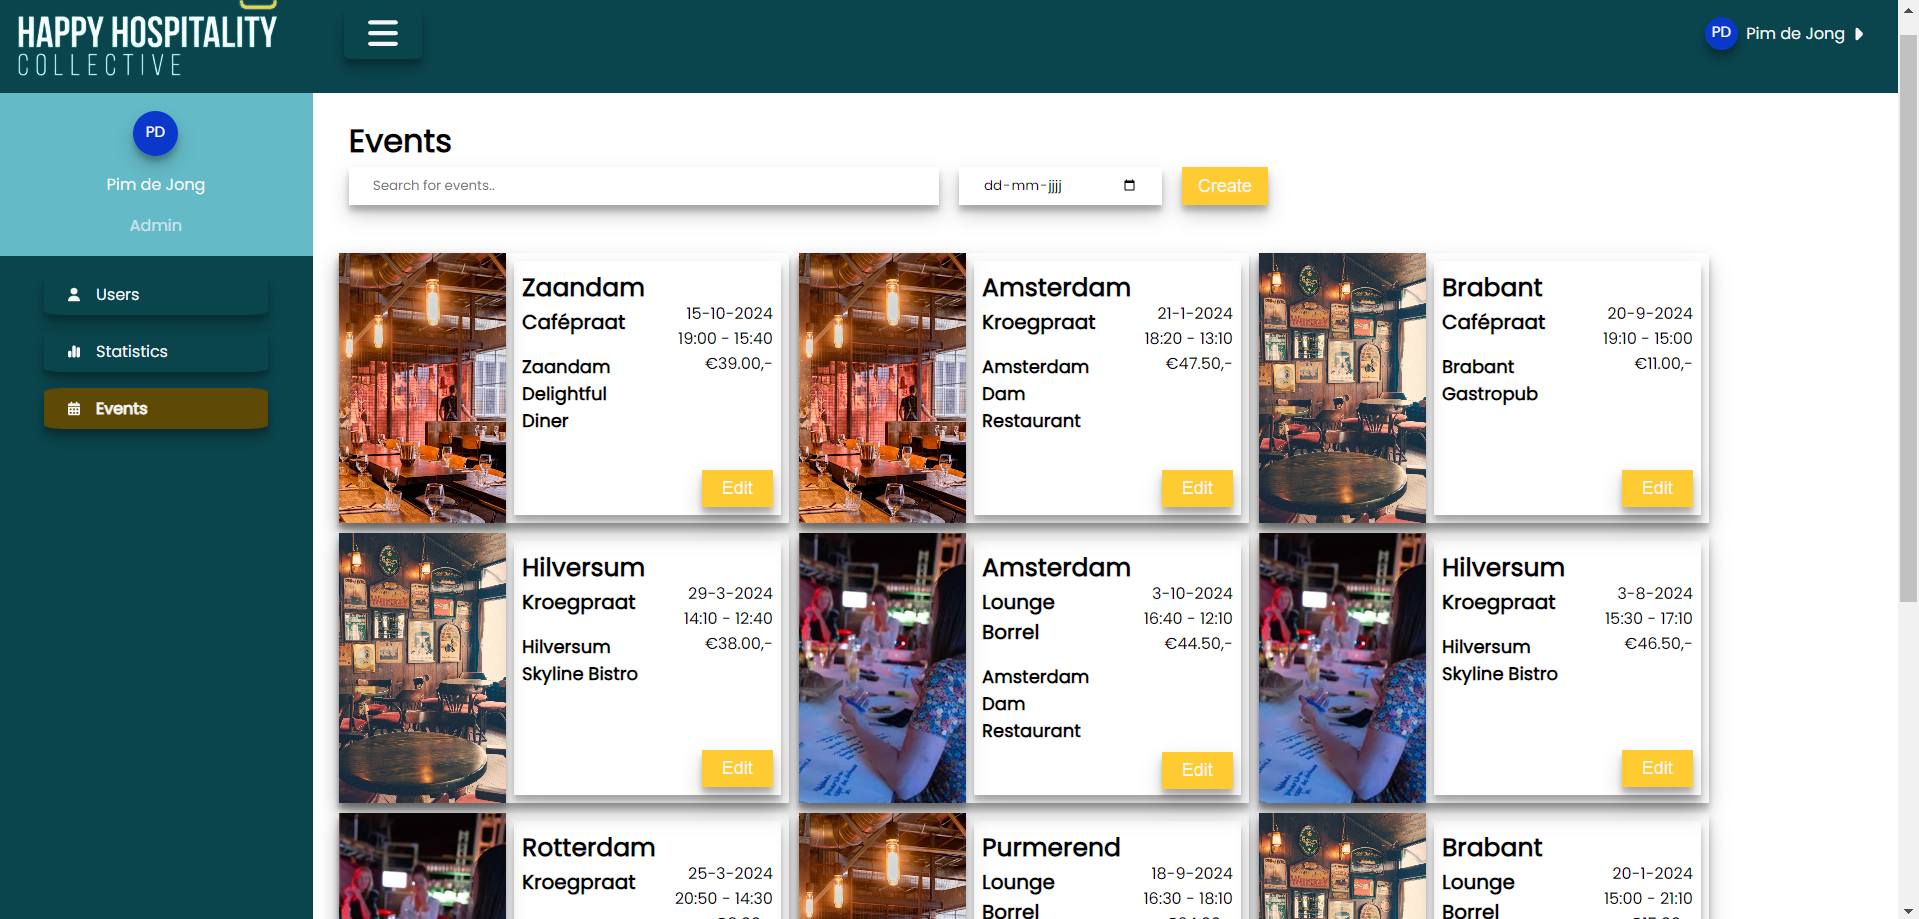 HAPPY HOSPITALITY
COLLECTIVE
PD Pim de Jong
PD
Pim de Jong
Admin
Users
Statistics
Events
Events
Search for events..
dd-mm-jjjj
Create
Zaandam
Cafépraat
15-10-2024
19:00 - 15:40
€39.00,-
Zaandam
Delightful
Diner
Edit
Amsterdam
Kroegpraat
21-1-2024
18:20 - 13:10
€47.50,-
Amsterdam
Dam
Restaurant
Edit
Brabant
Cafépraat
20-9-2024
19:10 - 15:00
€11.00,-
Brabant
Gastropub
Edit
Hilversum
Kroegpraat
29-3-2024
14:10 - 12:40
€38.00,-
Hilversum
Skyline Bistro
Edit
Amsterdam
Lounge
Borrel
3-10-2024
16:40 - 12:10
€44.50,-
Amsterdam
Dam
Restaurant
Edit
Hilversum
Kroegpraat
3-8-2024
15:30 - 17:10
€46.50,-
Hilversum
Skyline Bistro
Edit
Rotterdam
Kroegpraat
25-3-2024
20:50 - 14:30
Purmerend
Lounge
Borrel
18-9-2024
16:30 - 18:10
Brabant
Lounge
Borrel
20-1-2024
15:00 - 21:10